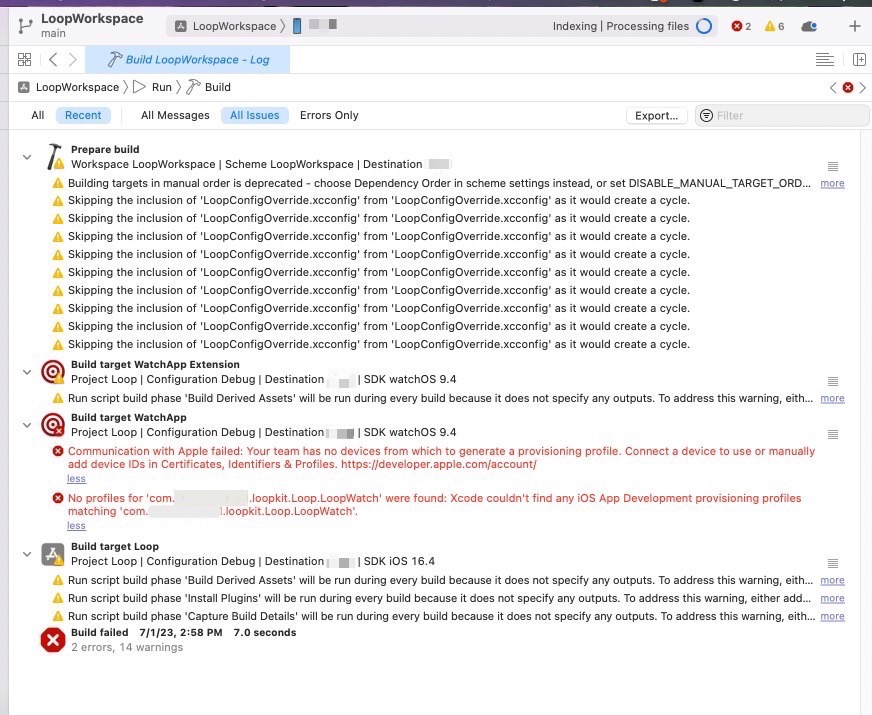 LoopWorkspace
main
LoopWorkspace
Indexing | Processing files
2
6
Build LoopWorkspace - Log
LoopWorkspace
Run
Build
All
Recent
All Messages
All Issues
Errors Only
Export...
Filter
Prepare build
Workspace LoopWorkspace | Scheme LoopWorkspace | Destination
Building targets in manual order is deprecated - choose Dependency Order in scheme settings instead, or set DISABLE_MANUAL_TARGET_ORD... more
Skipping the inclusion of 'LoopConfigOverride.xcconfig' from 'LoopConfigOverride.xcconfig' as it would create a cycle.
Skipping the inclusion of 'LoopConfigOverride.xcconfig' from 'LoopConfigOverride.xcconfig' as it would create a cycle.
Skipping the inclusion of 'LoopConfigOverride.xcconfig' from 'LoopConfigOverride.xcconfig' as it would create a cycle.
Skipping the inclusion of 'LoopConfigOverride.xcconfig' from 'LoopConfigOverride.xcconfig' as it would create a cycle.
Skipping the inclusion of 'LoopConfigOverride.xcconfig' from 'LoopConfigOverride.xcconfig' as it would create a cycle.
Skipping the inclusion of 'LoopConfigOverride.xcconfig' from 'LoopConfigOverride.xcconfig' as it would create a cycle.
Skipping the inclusion of 'LoopConfigOverride.xcconfig' from 'LoopConfigOverride.xcconfig' as it would create a cycle.
Skipping the inclusion of 'LoopConfigOverride.xcconfig' from 'LoopConfigOverride.xcconfig' as it would create a cycle.
Skipping the inclusion of 'LoopConfigOverride.xcconfig' from 'LoopConfigOverride.xcconfig' as it would create a cycle.
Build target WatchApp Extension
Project Loop | Configuration Debug | Destination | SDK watchOS 9.4
Run script build phase 'Build Derived Assets' will be run during every build because it does not specify any outputs. To address this warning, eith... more
Build target WatchApp
Project Loop | Configuration Debug | Destination | SDK watchOS 9.4
Communication with Apple failed: Your team has no devices from which to generate a provisioning profile. Connect a device to use or manually
add device IDs in Certificates, Identifiers & Profiles. https://developer.apple.com/account/
less
No profiles for 'com. .loopkit.Loop.LoopWatch' were found: Xcode couldn't find any iOS App Development provisioning profiles
matching 'com. .loopkit.Loop.LoopWatch'.
less
Build target Loop
Project Loop | Configuration Debug | Destination | SDK iOS 16.4
Run script build phase 'Build Derived Assets' will be run during every build because it does not specify any outputs. To address this warning, eith... more
Run script build phase 'Install Plugins' will be run during every build because it does not specify any outputs. To address this warning, either add... more
Run script build phase 'Capture Build Details' will be run during every build because it does not specify any outputs. To address this warning, eith... more
Build failed 7/1/23, 2:58 PM 7.0 seconds
2 errors, 14 warnings